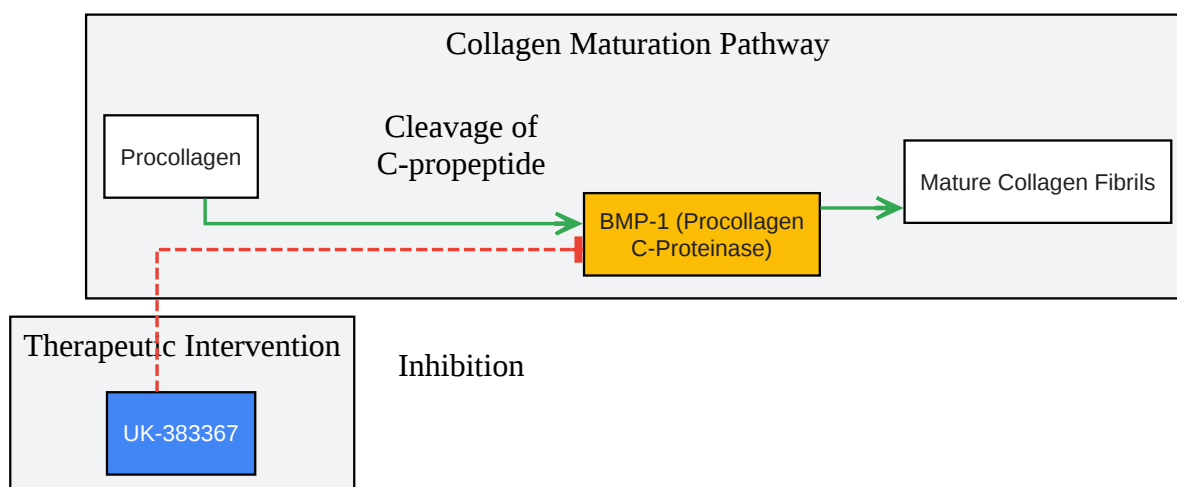 Collagen Maturation Pathway
Cleavage of
C-propeptide
Procollagen
Mature Collagen Fibrils
BMP-1 (Procollagen
C-Proteinase)
Therapeutic Intervention
Inhibition
UK-383367